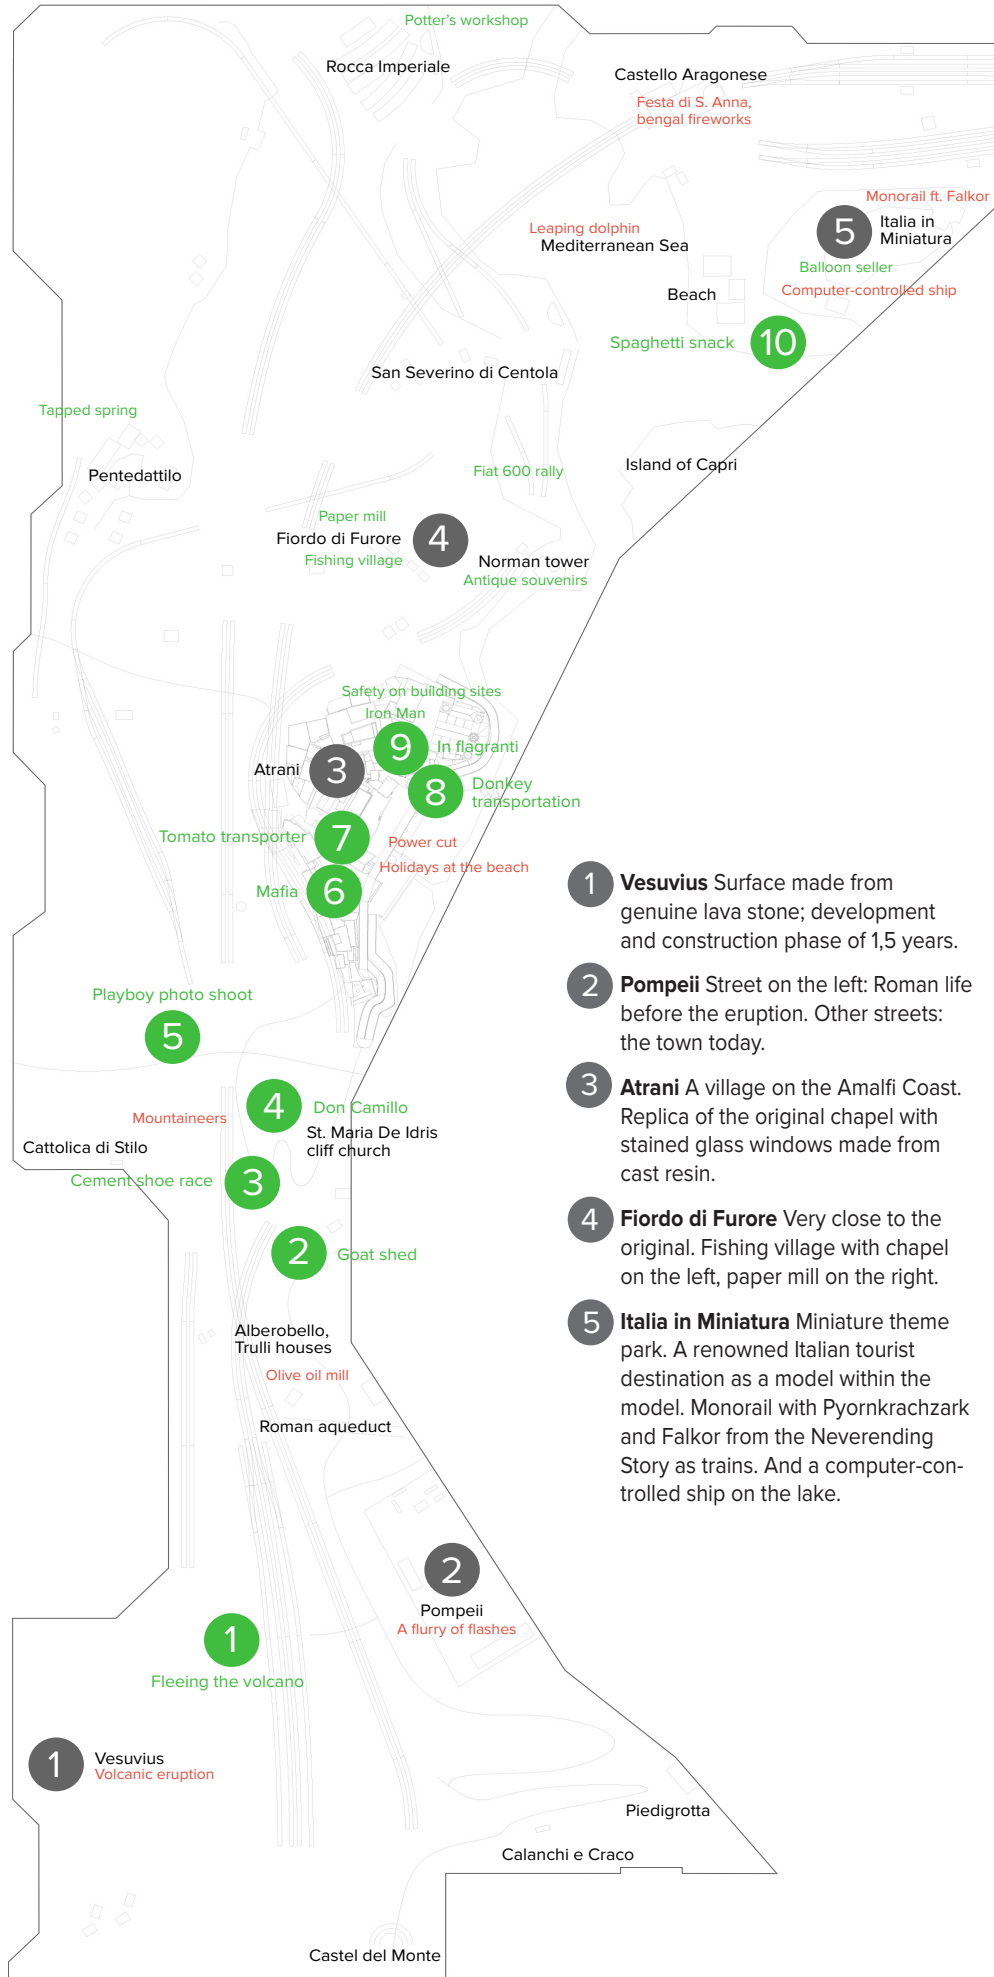 Potter's workshop
Rocca Imperiale
Castello Aragonese
Festa di S. Anna,
bengal fireworks
Monorail ft. Falkor
5
Italia in
Miniatura
Leaping dolphin
Mediterranean Sea
Balloon seller
Computer-controlled ship
Beach
Spaghetti snack
10
San Severino di Centola
Tapped spring
Pentedattilo
Fiat 600 rally
Island of Capri
Paper mill
Fiordo di Furore
4
Fishing village
Norman tower
Antique souvenirs
Safety on building sites
Iron Man
9
In flagranti
Atrani
3
8
Donkey
transportation
Tomato transporter
7
Power cut
Holidays at the beach
Mafia
6
Playboy photo shoot
5
4
Don Camillo
Mountaineers
St. Maria De Idris
cliff church
Cattolica di Stilo
Cement shoe race
3
2
Goat shed
Alberobello,
Trulli houses
Olive oil mill
Roman aqueduct
2
Pompeii
A flurry of flashes
1
Fleeing the volcano
1
Vesuvius
Volcanic eruption
Piedigrotta
Calanchi e Craco
Castel del Monte
1 Vesuvius Surface made from
genuine lava stone; development
and construction phase of 1,5 years.
2 Pompeii Street on the left: Roman life
before the eruption. Other streets:
the town today.
3 Atrani A village on the Amalfi Coast.
Replica of the original chapel with
stained glass windows made from
cast resin.
4 Fiordo di Furore Very close to the
original. Fishing village with chapel
on the left, paper mill on the right.
5 Italia in Miniatura Miniature theme
park. A renowned Italian tourist
destination as a model within the
model. Monorail with Pyornkrachzark
and Falkor from the Neverending
Story as trains. And a computer-con-
trolled ship on the lake.